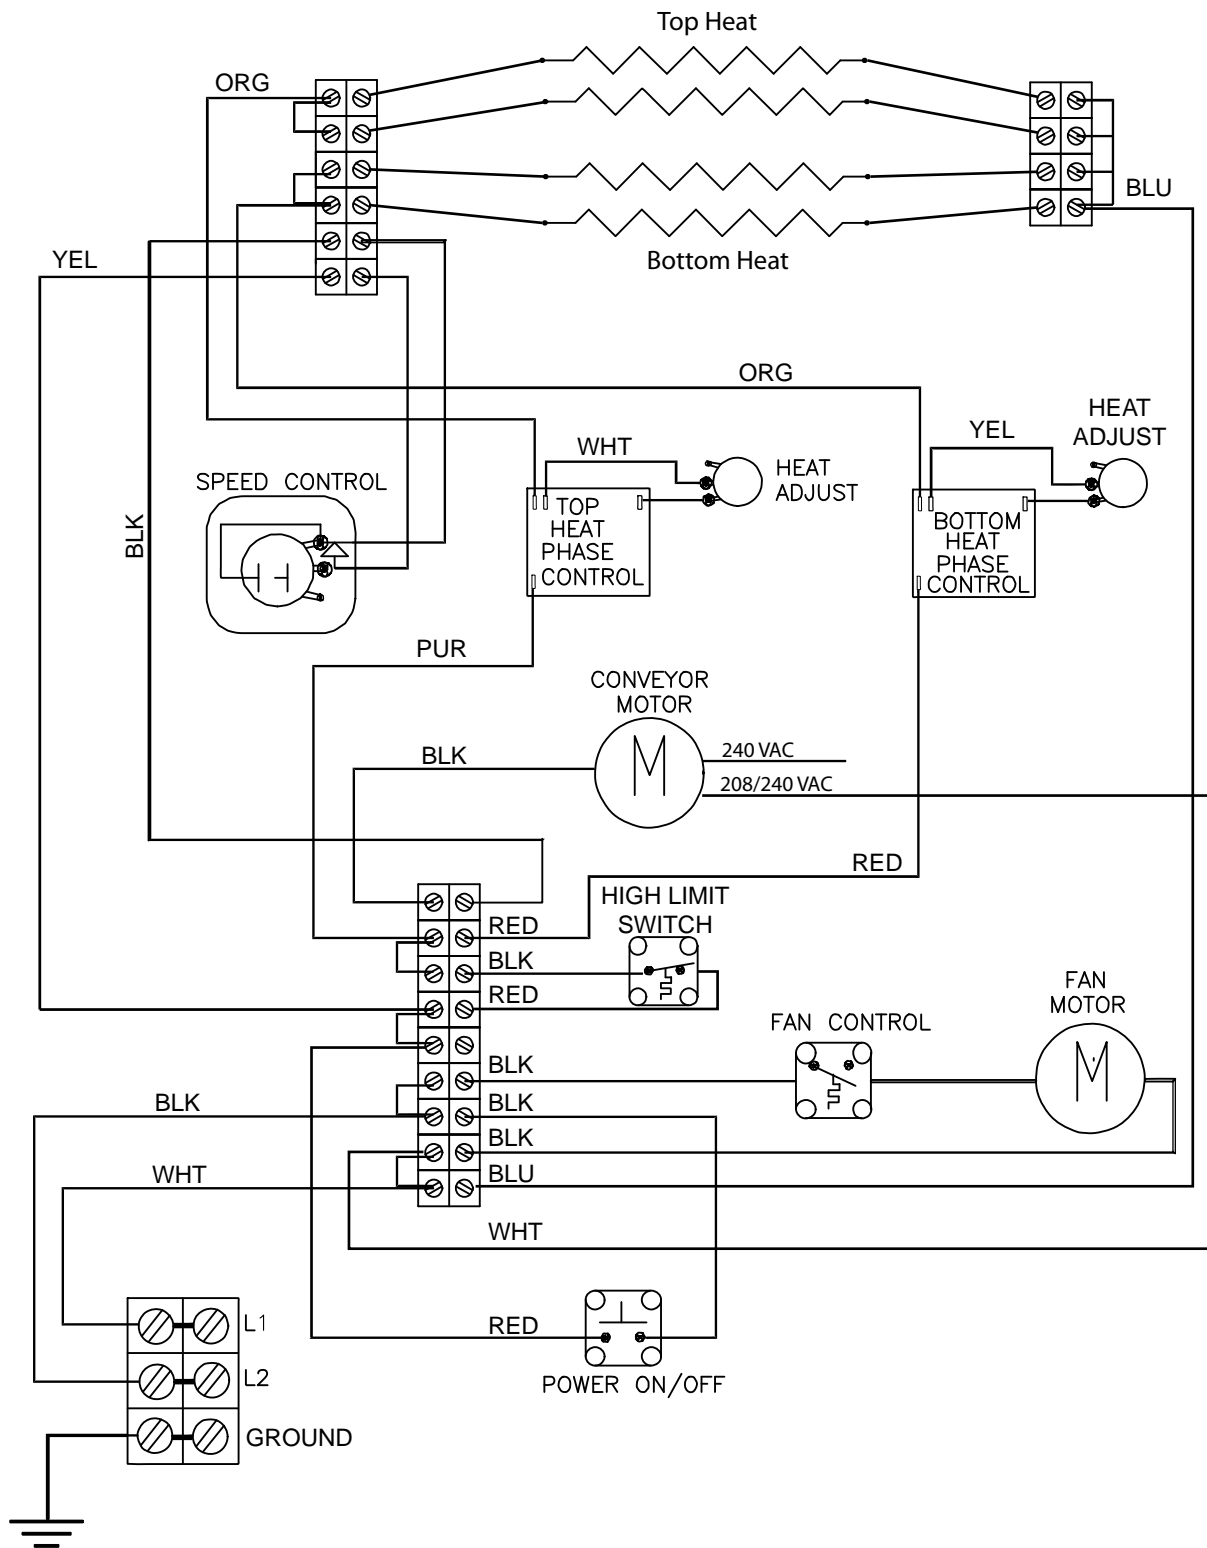 Top Heat
ORG
BLU
Bottom Heat
YEL
ORG
HEAT
ADJUST
YEL
WHT
HEAT
ADJUST
SPEED CONTROL
BLK
TOP
HEAT
PHASE
CONTROL
BOTTOM
HEAT
PHASE
CONTROL
PUR
CONVEYOR
MOTOR
M
240 VAC
208/240 VAC
BLK
RED
HIGH LIMIT
SWITCH
RED
BLK
RED
FAN
MOTOR
M
FAN CONTROL
BLK
BLK
BLK
BLK
WHT
BLU
WHT
L1
RED
L2
POWER ON/OFF
GROUND